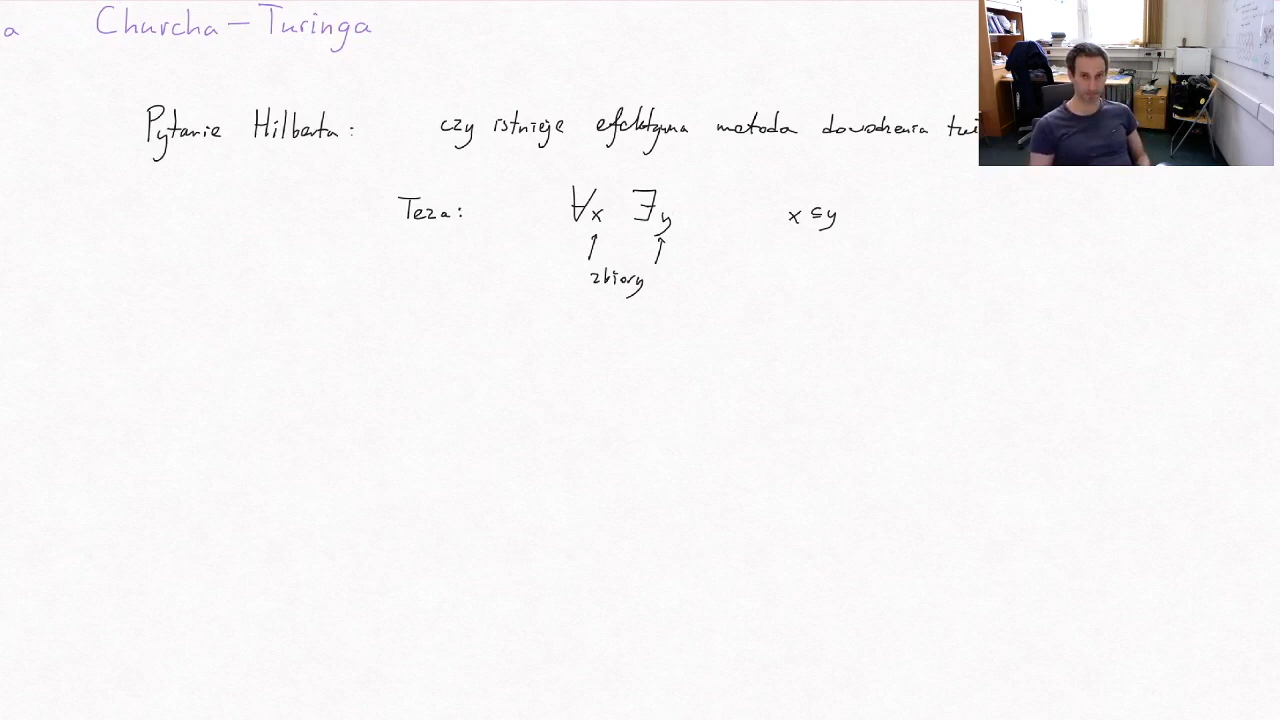 a Churcha – Turinga
Pytanie Hilberta: czy istnieje efektywna metoda dowodzenia
Teza: ∀x ∃y x ⊆ y
zbiory